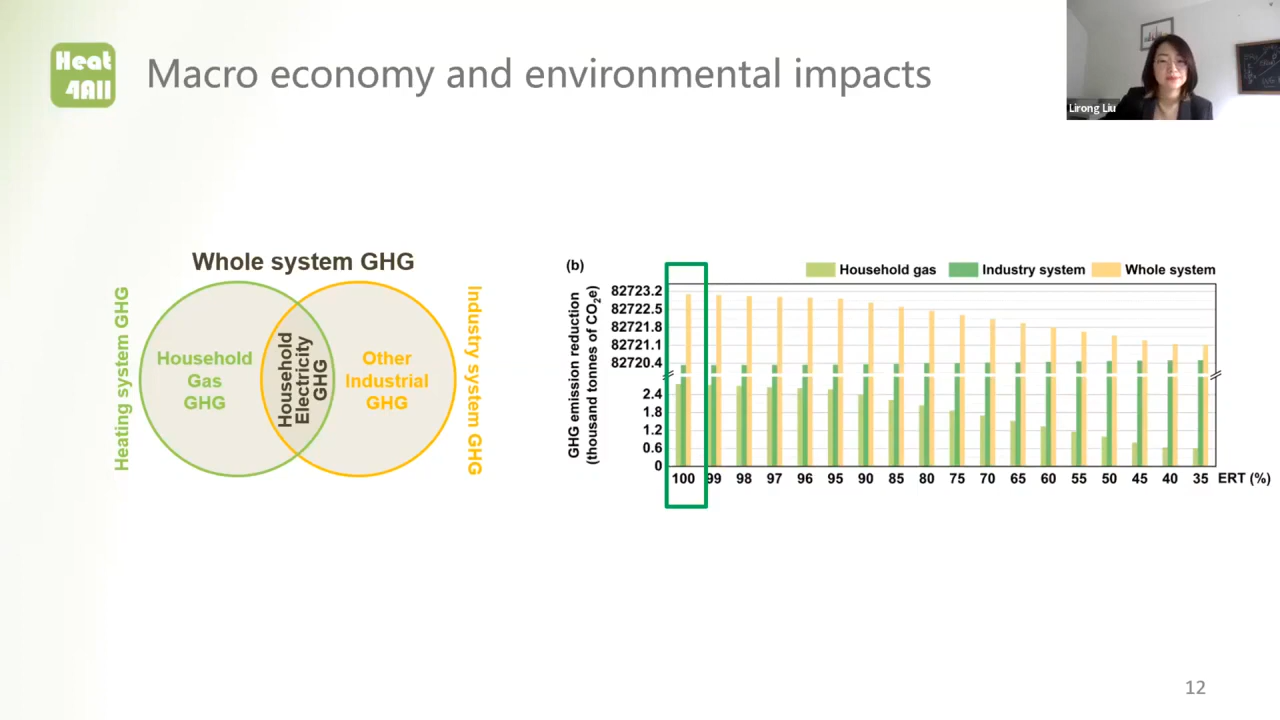 Heat
4All
Macro economy and environmental impacts
Lirong Liu
Whole system GHG
Heating system GHG
Household
Gas
GHG
Household
Electricity
GHG
Other
Industrial
GHG
Industry system GHG
(b)
Household gas
Industry system
Whole system
GHG emission reduction
(thousand tonnes of CO2e)
82723.2
82722.5
82721.8
82721.1
82720.4
2.4
1.8
1.2
0.6
0
100 99 98 97 96 95 90 85 80 75 70 65 60 55 50 45 40 35 ERT (%)
12